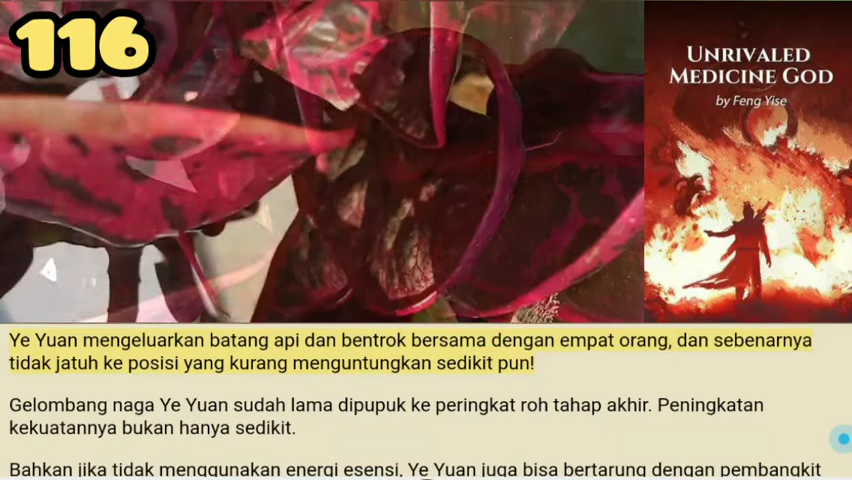 116
UNRIVALED
MEDICINE GOD
by Feng Yise
Ye Yuan mengeluarkan batang api dan bentrok bersama dengan empat orang, dan sebenarnya
tidak jatuh ke posisi yang kurang menguntungkan sedikit pun!
Gelombang naga Ye Yuan sudah lama dipupuk ke peringkat roh tahap akhir. Peningkatan
kekuatannya bukan hanya sedikit.
Bahkan jika tidak menggunakan energi esensi, Ye Yuan juga bisa bertarung dengan pembangkit